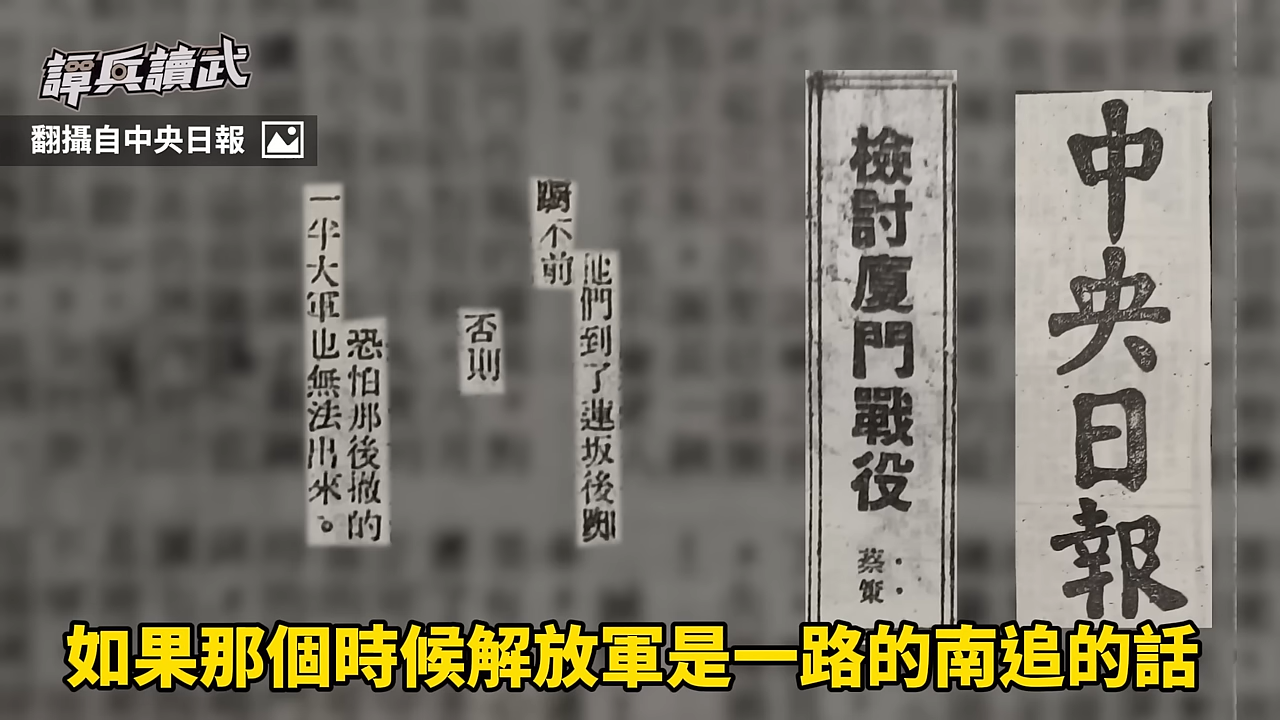 譚兵讀武
翻攝自中央日報
中央日報
檢討廈門戰役
蔡策
他們到了蓮坂後踟
躕不前
否則
恐怕那後撤的
一半大軍也無法出來。
如果那個時候解放軍是一路的南追的話